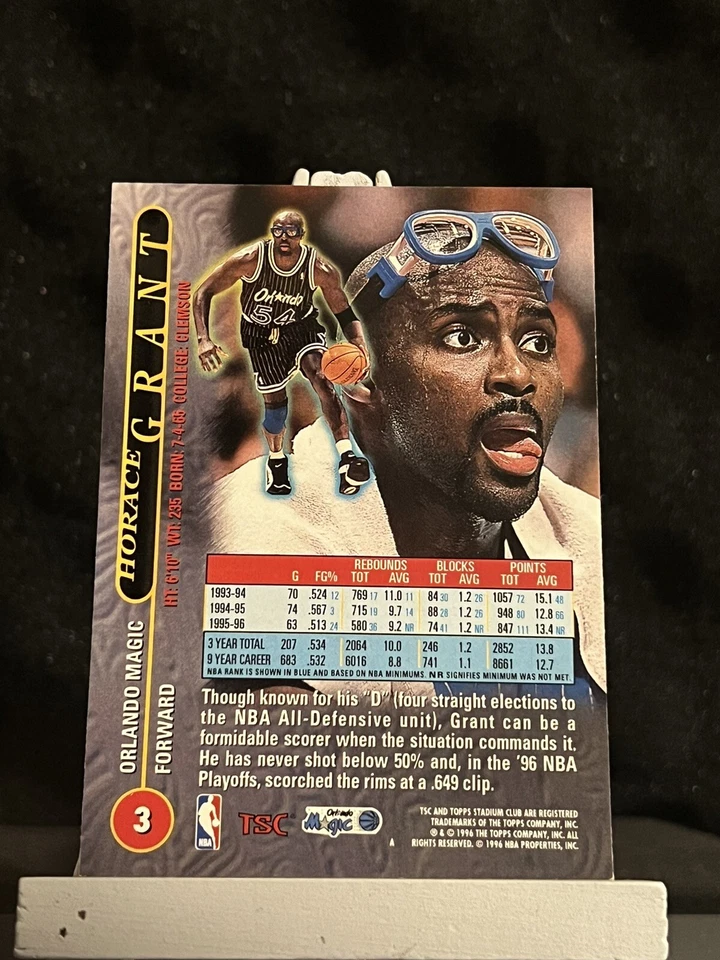 HORACE GRANT
HT: 6'10" WT: 235 BORN: 7-4-65 COLLEGE: CLEMSON
ORLANDO MAGIC
FORWARD
3
Orlando
54
REBOUNDS BLOCKS POINTS
G FG% TOT AVG TOT AVG TOT AVG
1993-94 70 .524 12 769 17 11.0 11 84 30 1.2 26 1057 72 15.1 48
1994-95 74 .567 3 715 19 9.7 14 88 28 1.2 26 948 80 12.8 66
1995-96 63 .513 24 580 36 9.2 NR 74 41 1.2 NR 847 111 13.4 NR
3 YEAR TOTAL 207 .534 2064 10.0 246 1.2 2852 13.8
9 YEAR CAREER 683 .532 6016 8.8 741 1.1 8661 12.7
NBA RANK IS SHOWN IN BLUE AND BASED ON NBA MINIMUMS. NR SIGNIFIES MINIMUM WAS NOT MET.
Though known for his "D" (four straight elections to
the NBA All-Defensive unit), Grant can be a
formidable scorer when the situation commands it.
He has never shot below 50% and, in the '96 NBA
Playoffs, scorched the rims at a .649 clip.
NBA
TSC
Orlando
Magic
TSC AND TOPPS STADIUM CLUB ARE REGISTERED
TRADEMARKS OF THE TOPPS COMPANY, INC.
® & © 1996 THE TOPPS COMPANY, INC. ALL
RIGHTS RESERVED. © 1996 NBA PROPERTIES, INC.